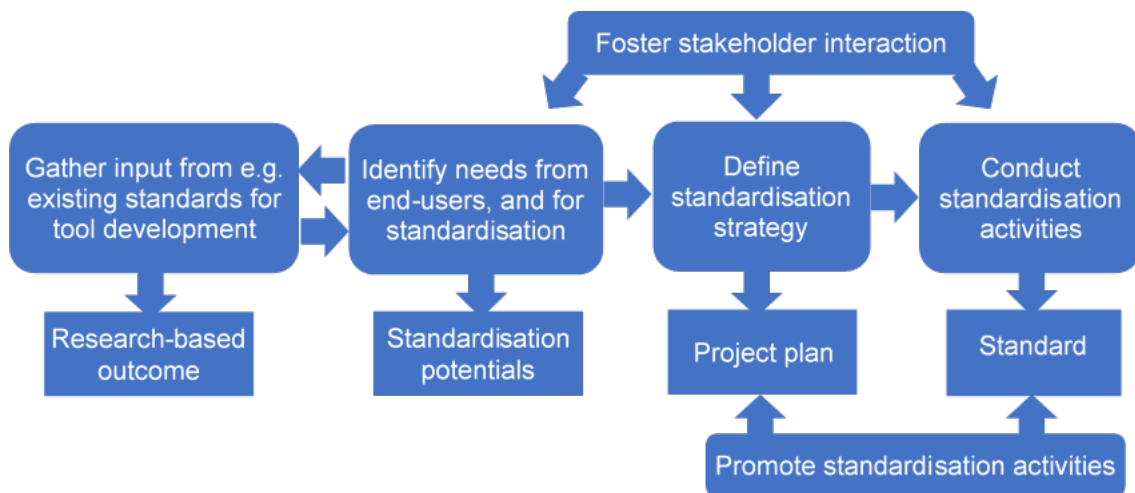 Foster stakeholder interaction
Gather input from e.g.
existing standards for
tool development
Identify needs from
end-users, and for
standardisation
Define
standardisation
strategy
Conduct
standardisation
activities
Research-based
outcome
Standardisation
potentials
Project plan
Standard
Promote standardisation activities